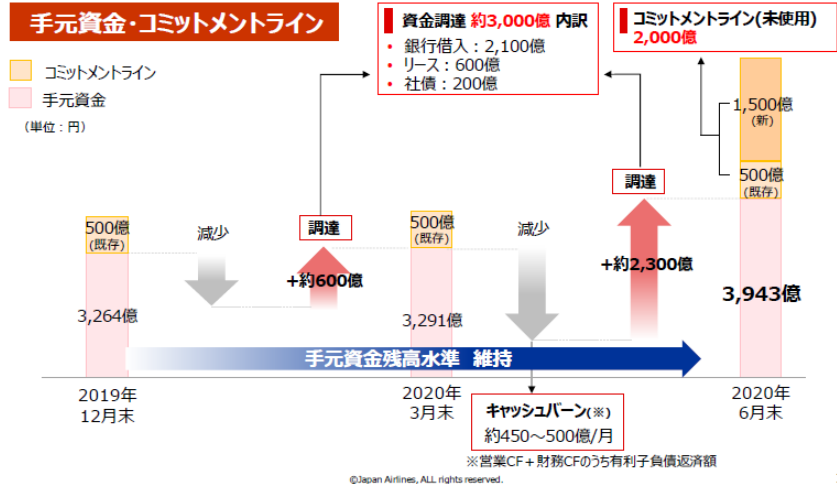 手元資金・コミットメントライン
コミットメントライン
手元資金
(単位：円)
資金調達 約3,000億 内訳
• 銀行借入：2,100億
• リース：600億
• 社債：200億
コミットメントライン(未使用)
2,000億
1,500億
(新)
500億
(既存)
調達
+約2,300億
3,943億
500億
(既存)
減少
調達
+約600億
500億
(既存)
減少
3,264億
3,291億
手元資金残高水準 維持
2019年
12月末
2020年
3月末
2020年
6月末
キャッシュバーン(※)
約450～500億/月
※営業CF＋財務CFのうち有利子負債返済額
©Japan Airlines, ALL rights reserved.